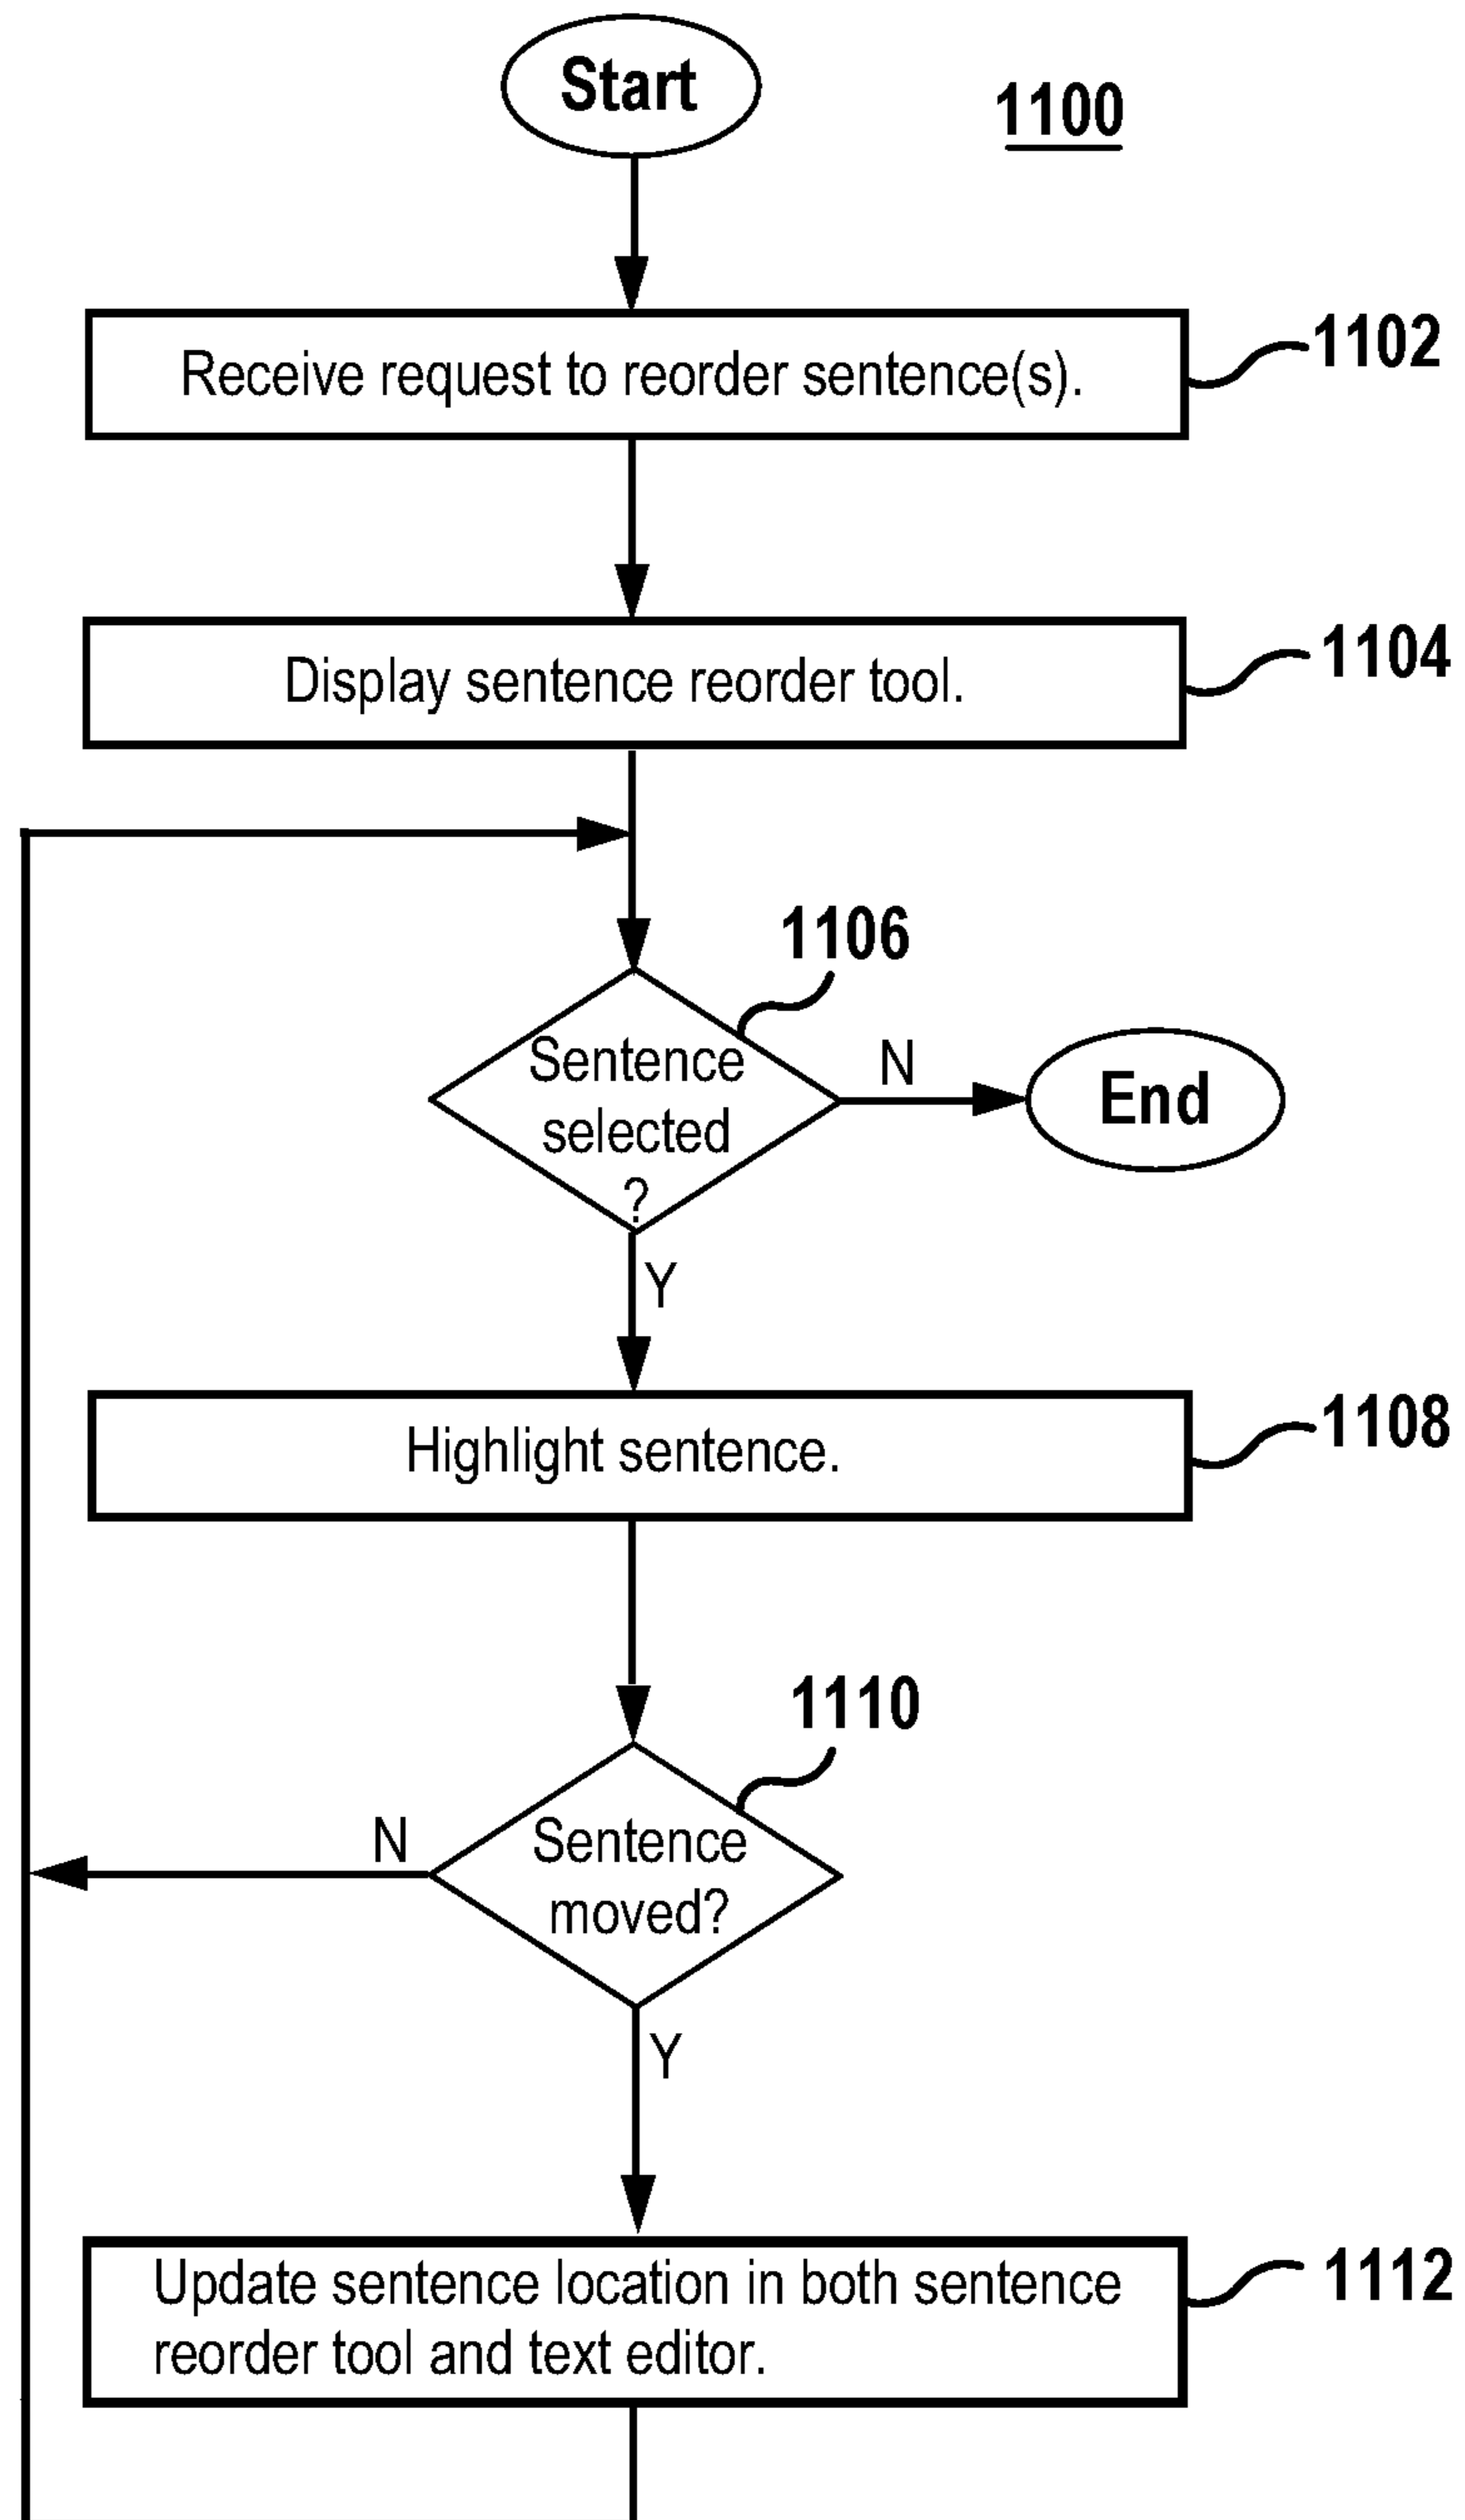 Start
1100
Receive request to reorder sentence(s).
1102
Display sentence reorder tool.
1104
1106
Sentence
selected
?
N
End
Y
Highlight sentence.
1108
1110
Sentence
moved?
N
Y
Update sentence location in both sentence
reorder tool and text editor.
1112